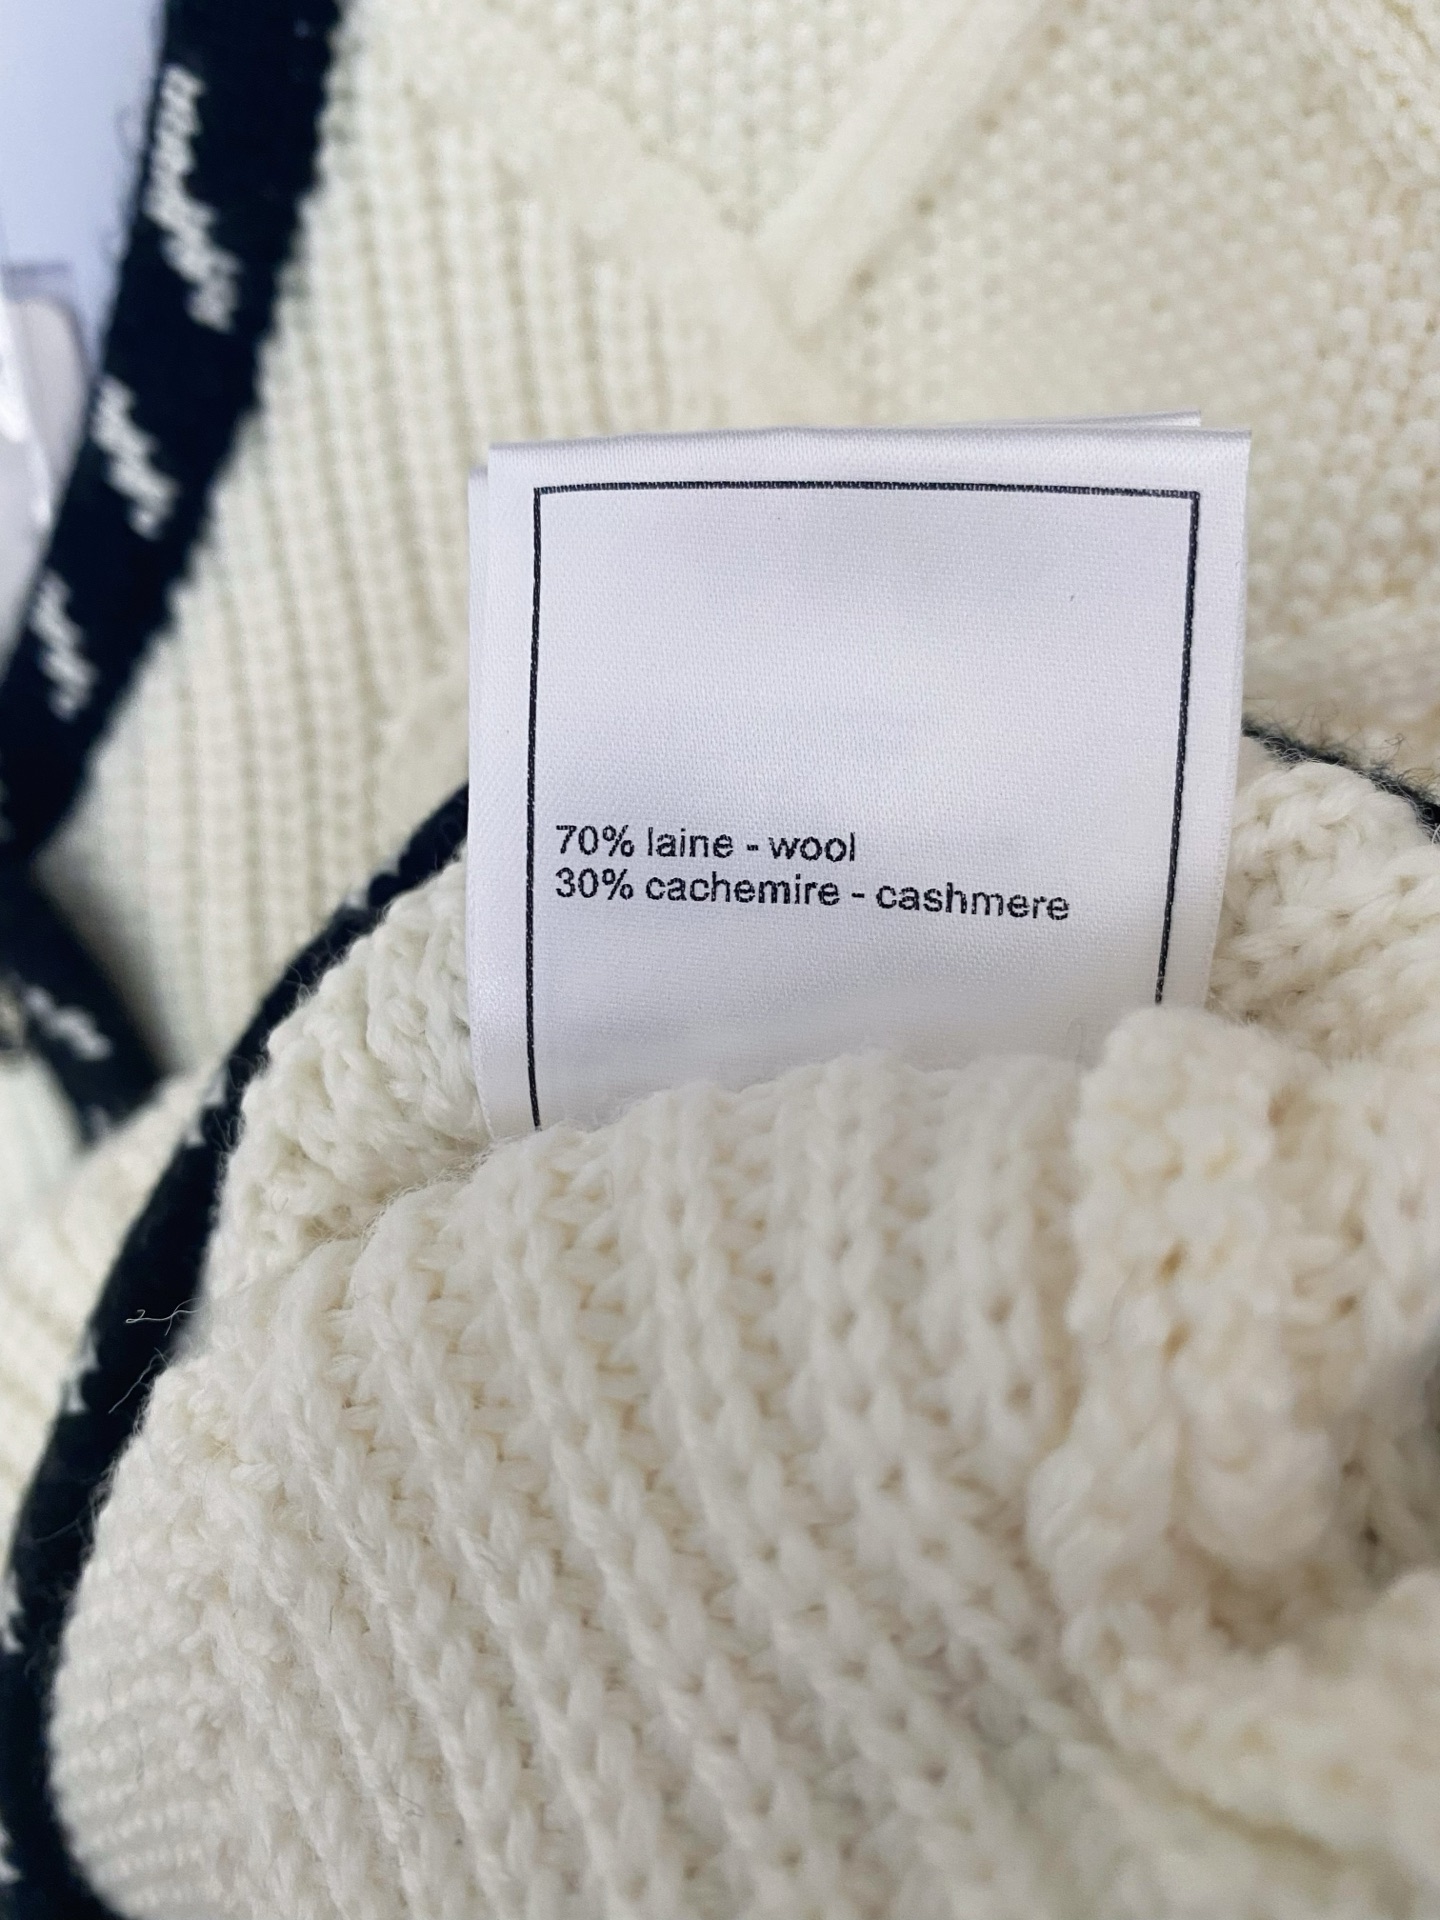 70% laine - wool
30% cachemire - cashmere